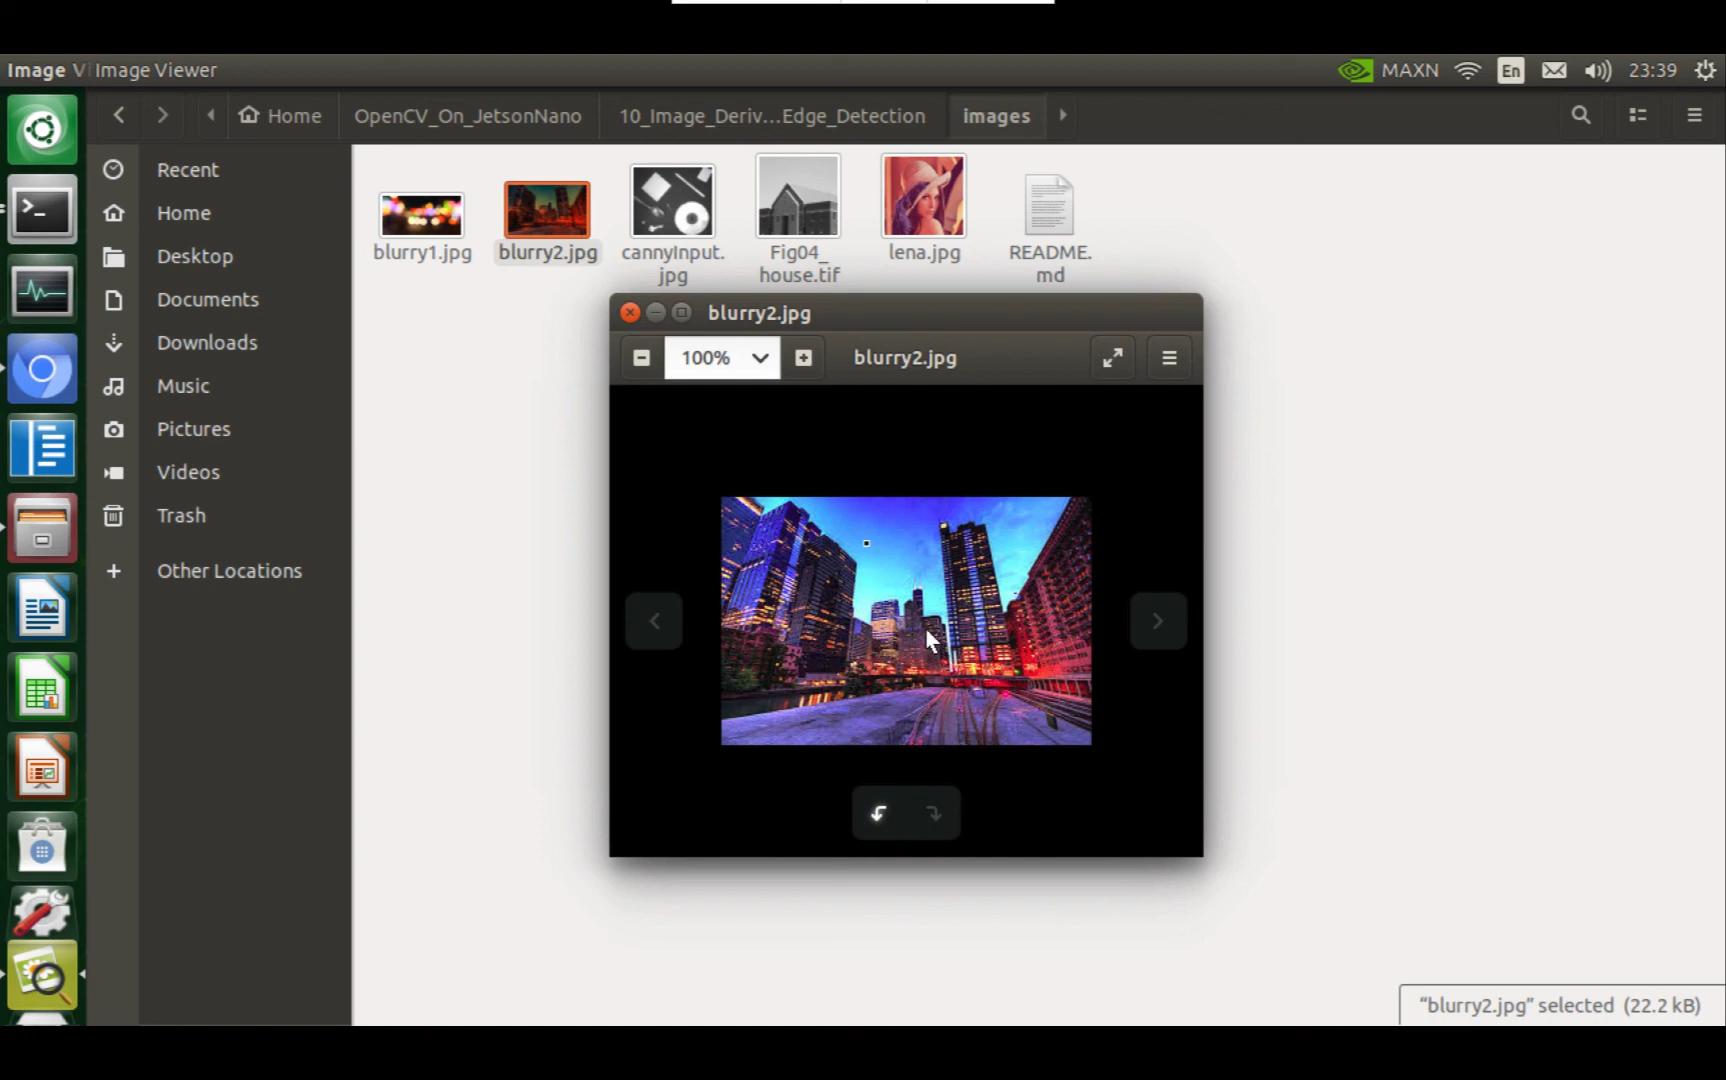 Image V Image Viewer
MAXN En 23:39
Home OpenCV_On_JetsonNano 10_Image_Deriv...Edge_Detection images
Recent
Home
Desktop
Documents
Downloads
Music
Pictures
Videos
Trash
Other Locations
blurry1.jpg
blurry2.jpg
cannyInput.
jpg
Fig04_
house.tif
lena.jpg
README.
md
blurry2.jpg
100% blurry2.jpg
“blurry2.jpg” selected (22.2 kB)